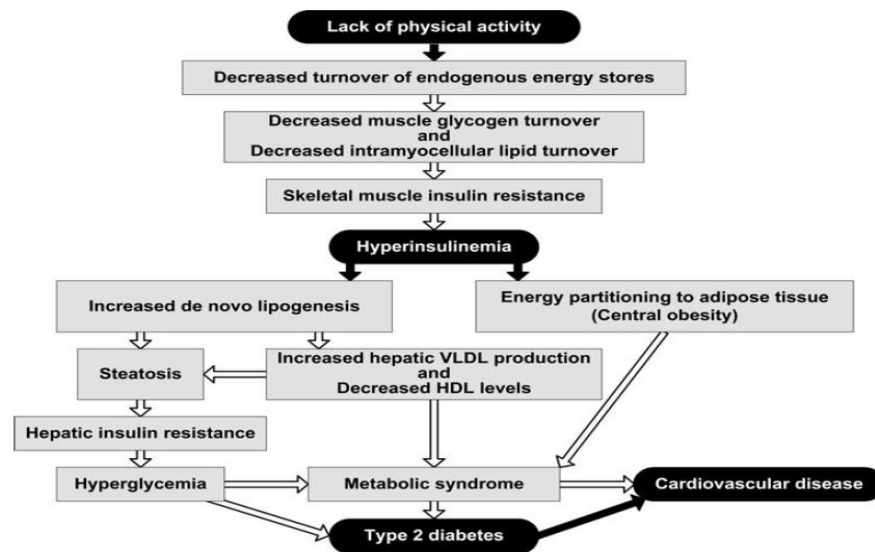 Lack of physical activity
Decreased turnover of endogenous energy stores
Decreased muscle glycogen turnover
and
Decreased intramyocellular lipid turnover
Skeletal muscle insulin resistance
Hyperinsulinemia
Increased de novo lipogenesis
Energy partitioning to adipose tissue
(Central obesity)
Steatosis
Increased hepatic VLDL production
and
Decreased HDL levels
Hepatic insulin resistance
Hyperglycemia
Metabolic syndrome
Cardiovascular disease
Type 2 diabetes